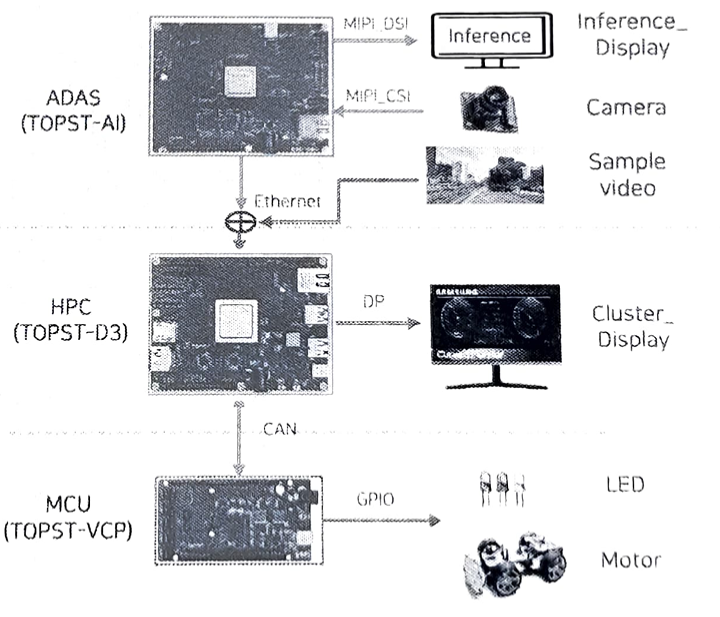 MIPI_DSI
Inference
Inference_
Display
ADAS
(TOPST-AI)
MIPI_CSI
Camera
Sample
video
Ethernet
HPC
(TOPST-D3)
DP
SAMSUNG
Cluster_
Display
CAN
MCU
(TOPST-VCP)
GPIO
LED
Motor